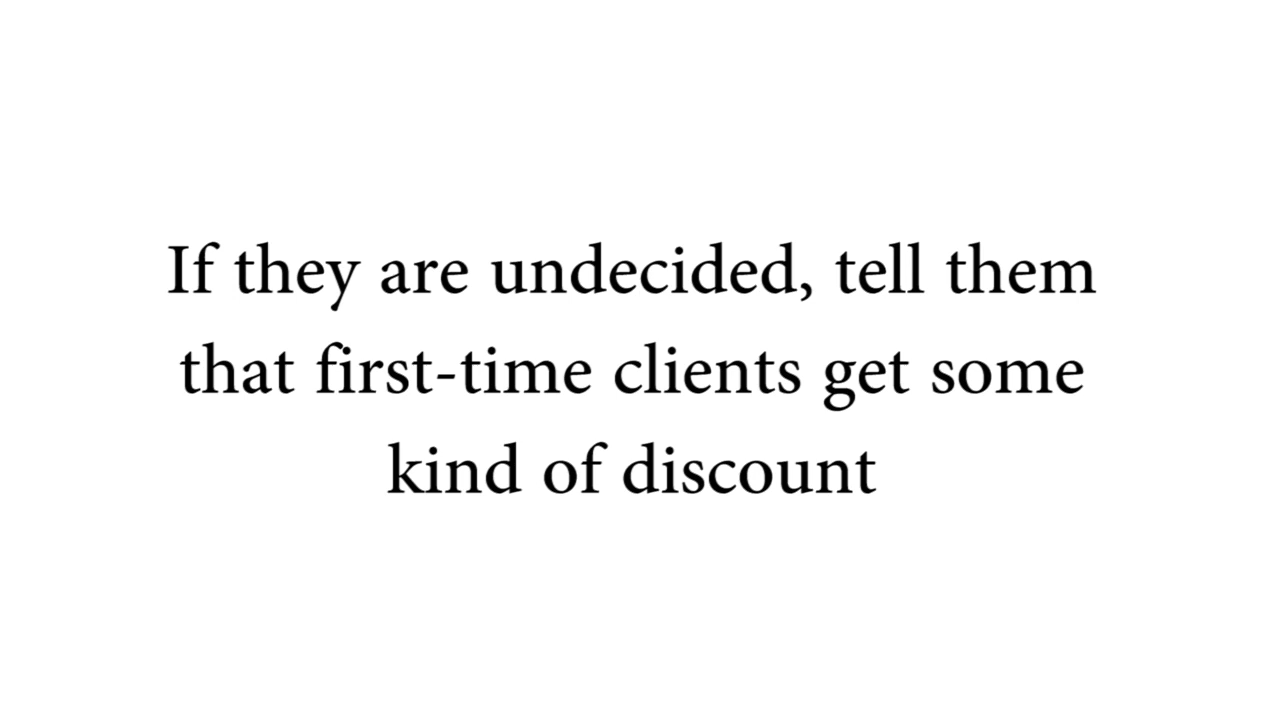 If they are undecided, tell them
that first-time clients get some
kind of discount